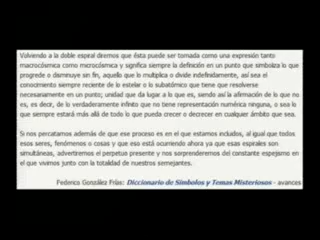 Volviendo a la doble espiral diremos que ésta puede ser tomada como una expresión tanto
macrocósmica como microcósmica y significa siempre la definición en un punto que simboliza lo que
progrede o disminuye sin fin, aquello que lo multiplica o divide indefinidamente, así sea el
conocimiento siempre reciente de lo estelar o lo subatómico que tiene que resolverse
necesariamente en un punto; unidad que da lugar a lo que es, siendo así la afirmación de lo que no
es, es decir, de lo verdaderamente infinito que no tiene representación numérica ninguna, o sea lo
que siempre estará más allá de todo lo que pueda crecer o decrecer en cualquier ámbito que sea.
Si nos percatamos además de que ese proceso es en el que estamos incluidos, al igual que todos
esos seres, fenómenos o cosas y que eso está ocurriendo ahora ya que esas espirales son
simultáneas, advertiremos el perpetuo presente y nos sorprenderemos del constante espejismo en
el que vivimos junto con la totalidad de nuestros semejantes.
Federico González Frías: Diccionario de Símbolos y Temas Misteriosos - avances